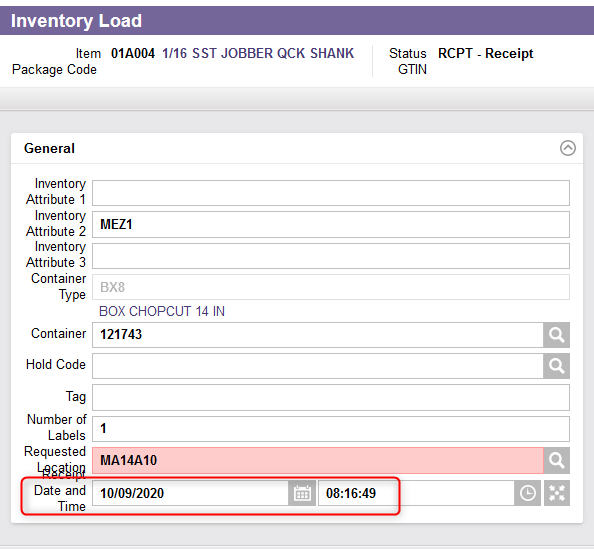 Inventory Load
Item 01A004 1/16 SST JOBBER QCK SHANK Status RCPT - Receipt
Package Code GTIN
General
Inventory
Attribute 1
Inventory
Attribute 2 MEZ1
Inventory
Attribute 3
Container
Type BX8
BOX CHOPCUT 14 IN
Container 121743
Hold Code
Tag
Number of
Labels 1
Requested
Location MA14A10
Receipt
Date and 10/09/2020 08:16:49
Time